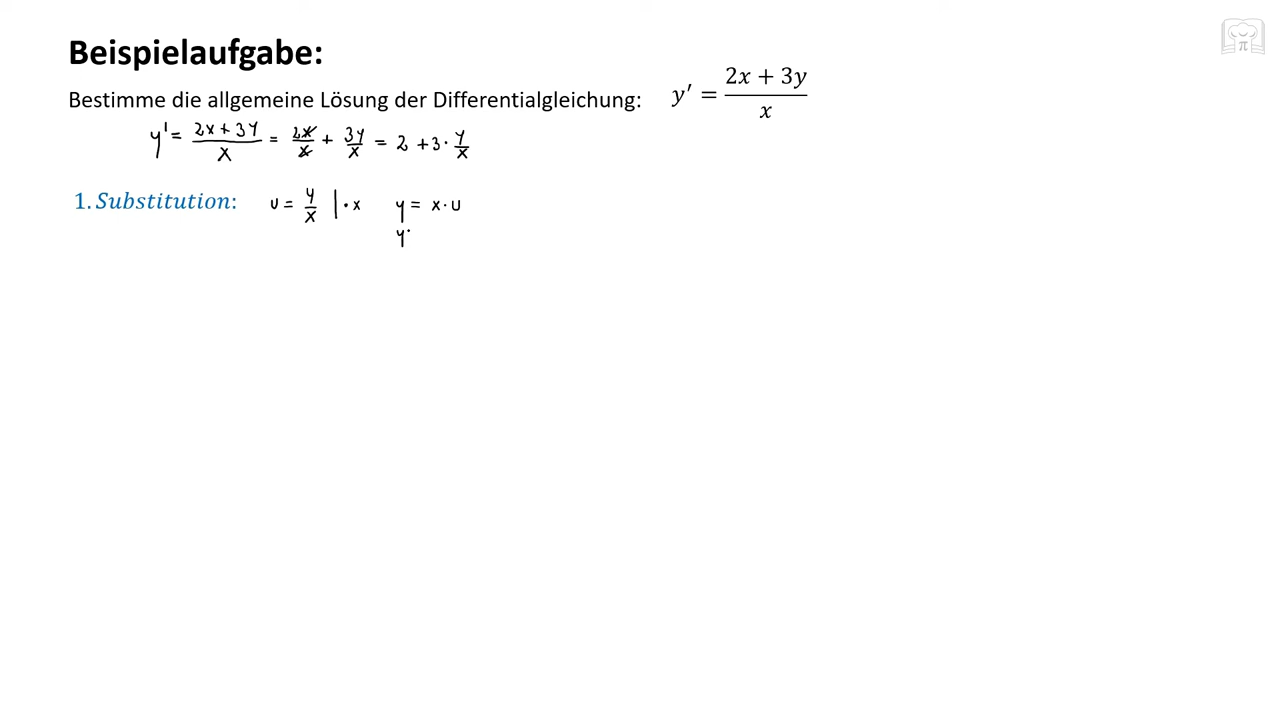 Beispielaufgabe:
Bestimme die allgemeine Lösung der Differentialgleichung: y′ = (2x + 3y)/x
y' = (2x + 3y)/x = 2x/x + 3y/x = 2 + 3 · y/x
1. Substitution: u = y/x | · x y = x · u
y'
π